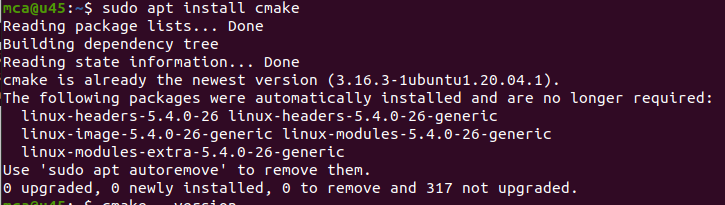 mca@u45:~$ sudo apt install cmake
Reading package lists... Done
Building dependency tree
Reading state information... Done
cmake is already the newest version (3.16.3-1ubuntu1.20.04.1).
The following packages were automatically installed and are no longer required:
  linux-headers-5.4.0-26 linux-headers-5.4.0-26-generic
  linux-image-5.4.0-26-generic linux-modules-5.4.0-26-generic
  linux-modules-extra-5.4.0-26-generic
Use 'sudo apt autoremove' to remove them.
0 upgraded, 0 newly installed, 0 to remove and 317 not upgraded.
mca@u45:~$ cmake --version